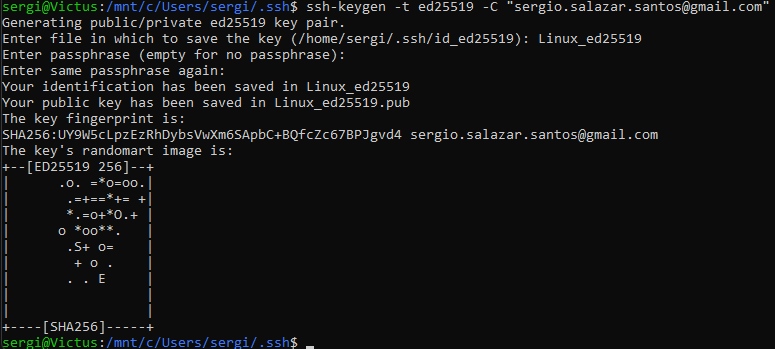 sergi@Victus:/mnt/c/Users/sergi/.ssh$ ssh-keygen -t ed25519 -C "sergio.salazar.santos@gmail.com"
Generating public/private ed25519 key pair.
Enter file in which to save the key (/home/sergi/.ssh/id_ed25519): Linux_ed25519
Enter passphrase (empty for no passphrase):
Enter same passphrase again:
Your identification has been saved in Linux_ed25519
Your public key has been saved in Linux_ed25519.pub
The key fingerprint is:
SHA256:UY9W5cLpzEzRhDybsVwXm6SApbC+BQfcZc67BPJgvd4 sergio.salazar.santos@gmail.com
The key's randomart image is:
+--[ED25519 256]--+
|      .o. =*o=oo.|
|       .=+==*+= +|
|       *.=o+*O.+ |
|      o *oo**.   |
|       .S+ o=    |
|        + o .    |
|       . . E     |
|                 |
|                 |
+----[SHA256]-----+
sergi@Victus:/mnt/c/Users/sergi/.ssh$